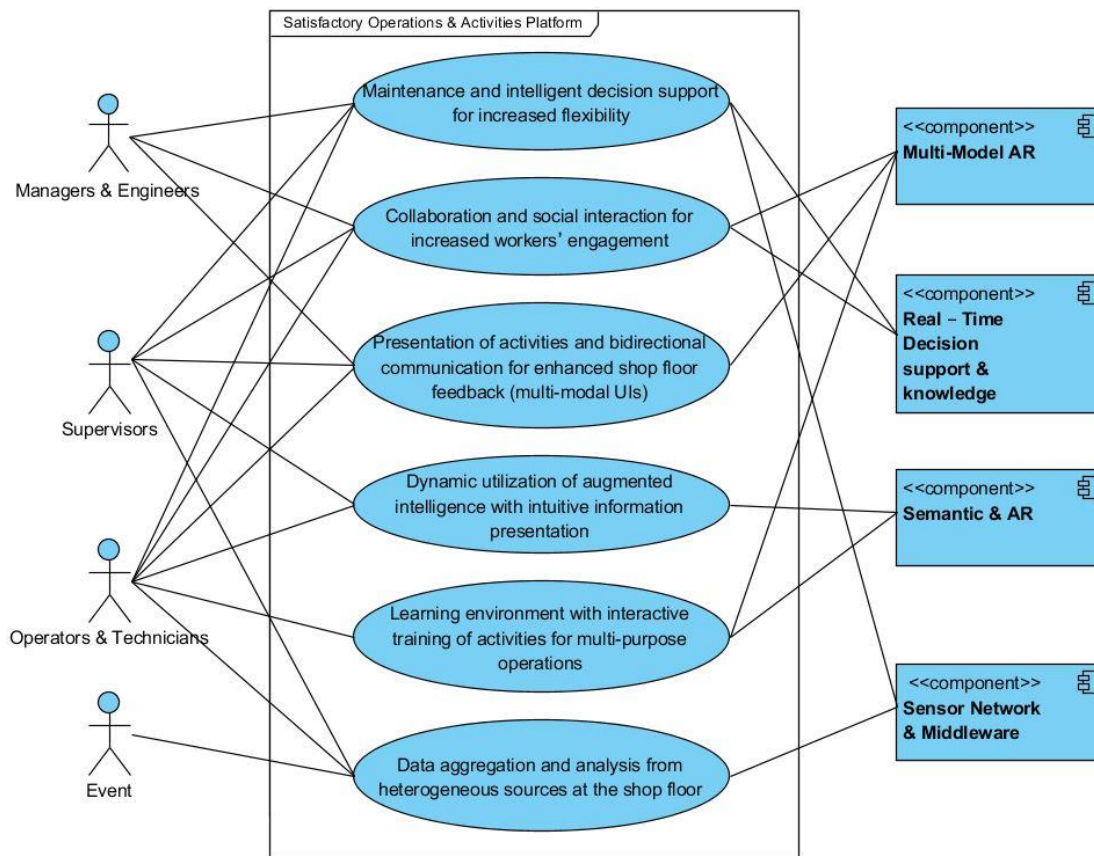 Satisfactory Operations & Activities Platform
Maintenance and intelligent decision support
for increased flexibility
Managers & Engineers
<<component>>
Multi-Model AR
Collaboration and social interaction for
increased workers’ engagement
<<component>>
Real – Time
Decision
support &
knowledge
Presentation of activities and bidirectional
communication for enhanced shop floor
feedback (multi-modal UIs)
Supervisors
Dynamic utilization of augmented
intelligence with intuitive information
presentation
<<component>>
Semantic & AR
Operators & Technicians
Learning environment with interactive
training of activities for multi-purpose
operations
<<component>>
Sensor Network
& Middleware
Event
Data aggregation and analysis from
heterogeneous sources at the shop floor